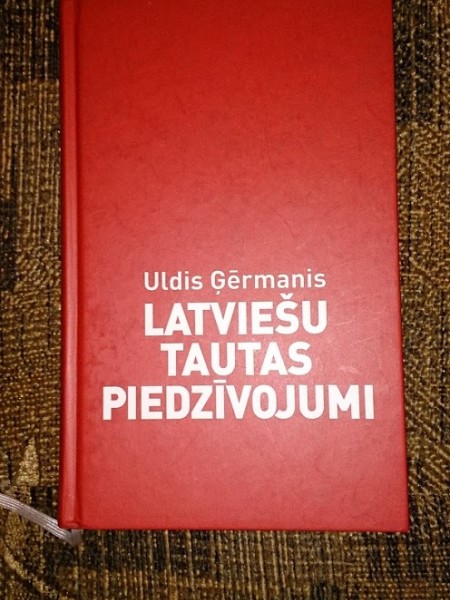 Uldis Ģērmanis
LATVIEŠU
TAUTAS
PIEDZĪVOJUMI